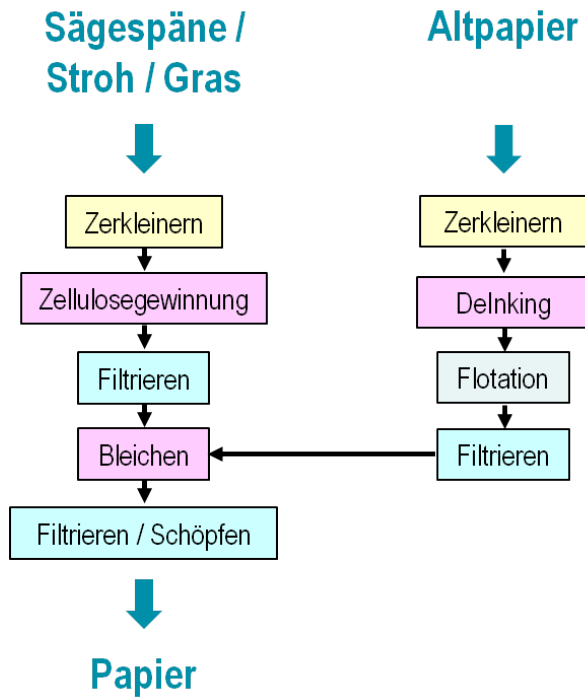 Sägespäne /
Stroh / Gras
Altpapier
Zerkleinern
Zerkleinern
Zellulosegewinnung
DeInking
Filtrieren
Flotation
Bleichen
Filtrieren
Filtrieren / Schöpfen
Papier